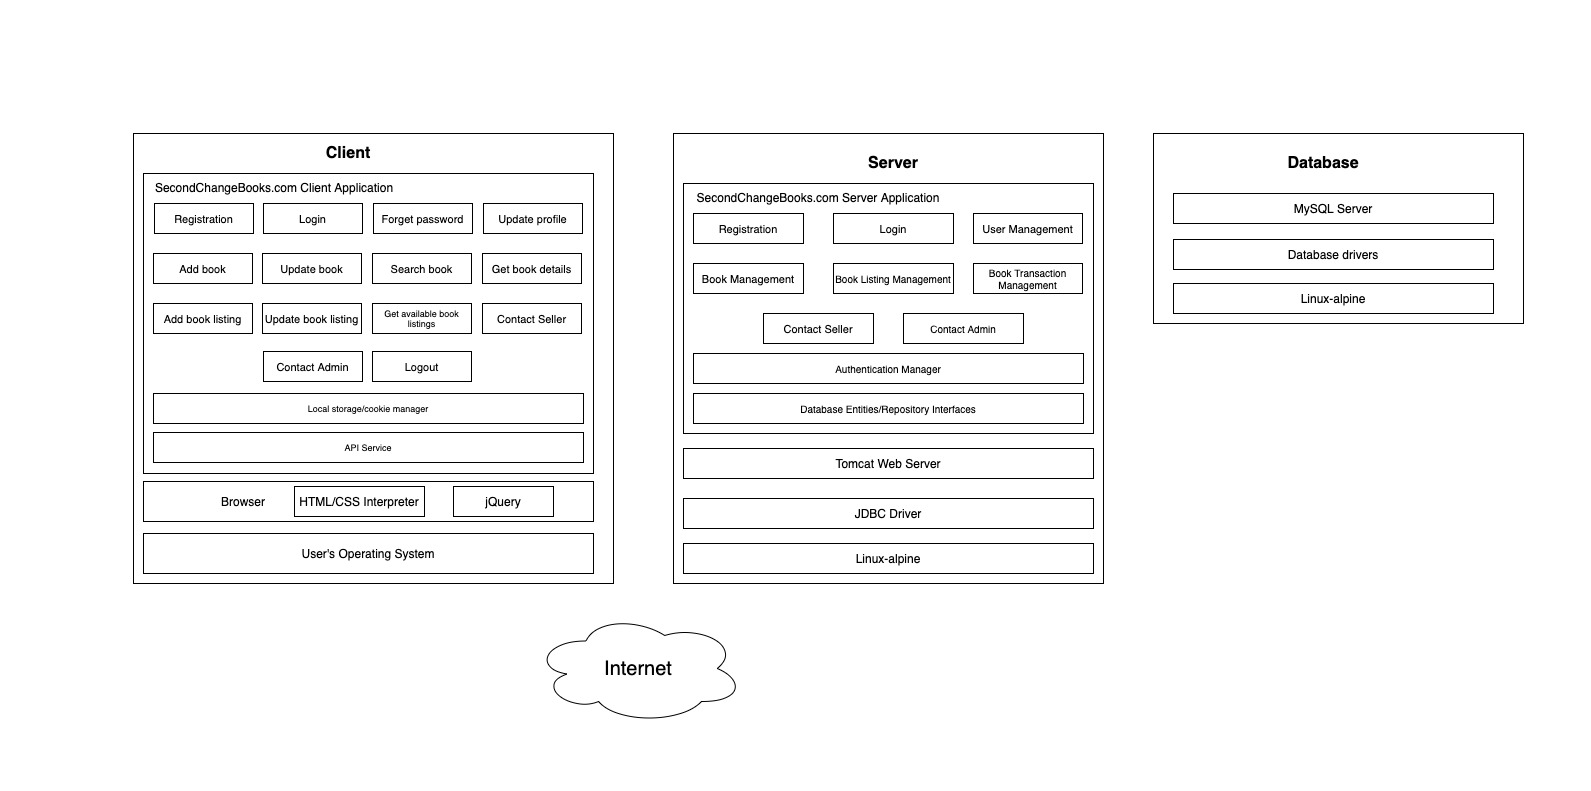 Client
SecondChangeBooks.com Client Application
Registration
Login
Forget password
Update profile
Add book
Update book
Search book
Get book details
Add book listing
Update book listing
Get available book
listings
Contact Seller
Contact Admin
Logout
Local storage/cookie manager
API Service
Browser
HTML/CSS Interpreter
jQuery
User's Operating System
Server
SecondChangeBooks.com Server Application
Registration
Login
User Management
Book Management
Book Listing Management
Book Transaction
Management
Contact Seller
Contact Admin
Authentication Manager
Database Entities/Repository Interfaces
Tomcat Web Server
JDBC Driver
Linux-alpine
Database
MySQL Server
Database drivers
Linux-alpine
Internet